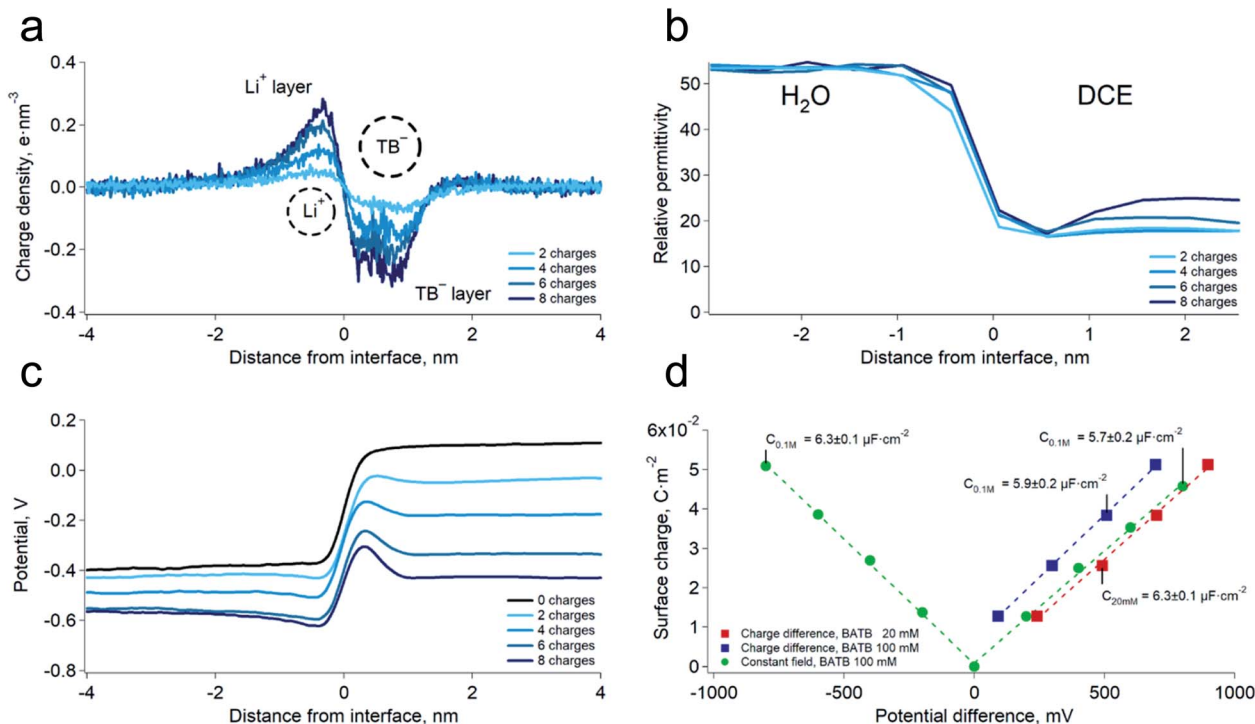 a
Charge density, e·nm⁻³
0.4
0.2
0.0
-0.2
-0.4
Li⁺ layer
TB⁻
Li⁺
TB⁻ layer
2 charges
4 charges
6 charges
8 charges
-4
-2
0
2
4
Distance from interface, nm
b
Relative permittivity
50
40
30
20
10
0
H₂O
DCE
2 charges
4 charges
6 charges
8 charges
-2
-1
0
1
2
Distance from interface, nm
c
Potential, V
0.2
0.0
-0.2
-0.4
-0.6
-0.8
0 charges
2 charges
4 charges
6 charges
8 charges
-4
-2
0
2
4
Distance from interface, nm
d
Surface charge, C·m⁻²
6x10⁻²
5
4
3
2
1
0
C₀.₁M = 6.3±0.1 µF·cm⁻²
C₀.₁M = 5.7±0.2 µF·cm⁻²
C₀.₁M = 5.9±0.2 µF·cm⁻²
C₂₀mM = 6.3±0.1 µF·cm⁻²
Charge difference, BATB 20 mM
Charge difference, BATB 100 mM
Constant field, BATB 100 mM
-1000
-500
0
500
1000
Potential difference, mV